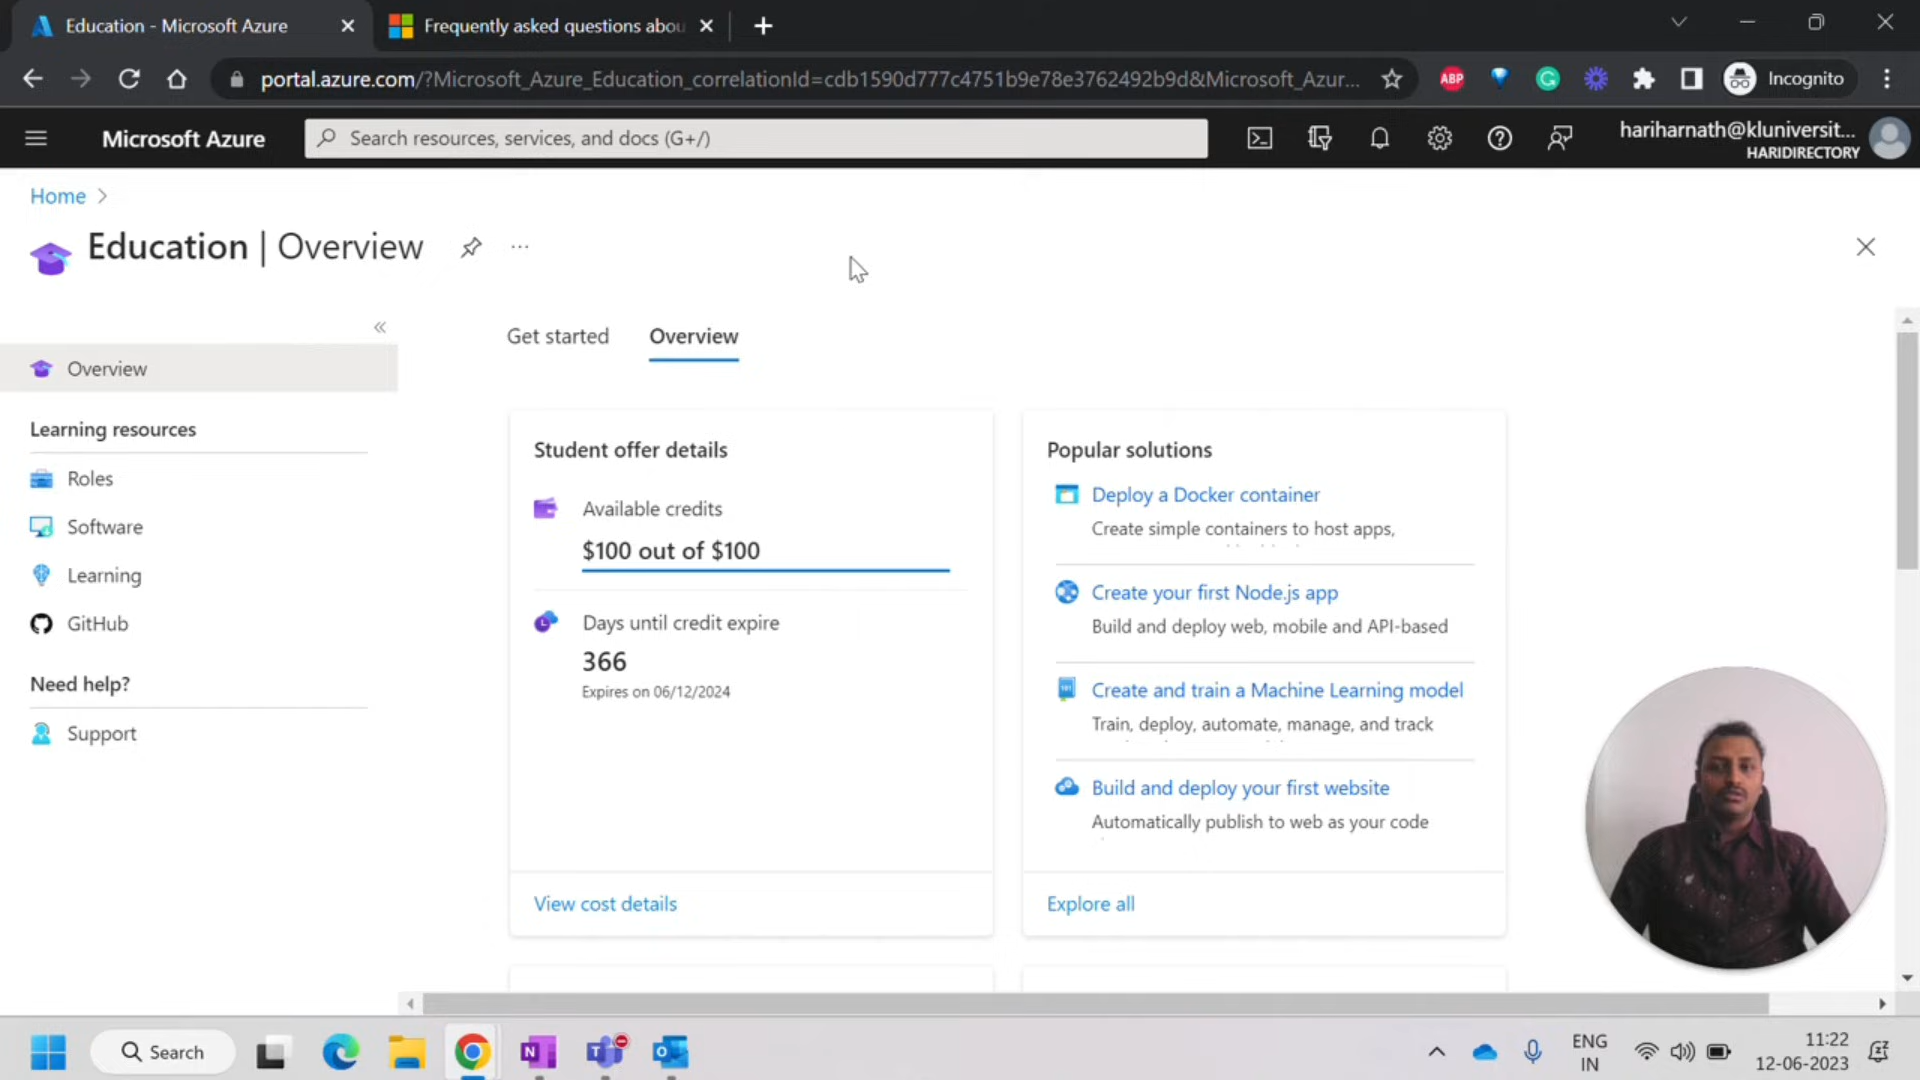 Education - Microsoft Azure
Frequently asked questions abou
portal.azure.com/?Microsoft_Azure_Education_correlationId=cdb1590d777c4751b9e78e3762492b9d&Microsoft_Azur...
ABP
Incognito
Microsoft Azure
Search resources, services, and docs (G+/)
hariharnath@kluniversit...
HARIDIRECTORY
Home
Education | Overview
Get started
Overview
Overview
Learning resources
Roles
Software
Learning
GitHub
Need help?
Support
Student offer details
Available credits
$100 out of $100
Days until credit expire
366
Expires on 06/12/2024
View cost details
Popular solutions
Deploy a Docker container
Create simple containers to host apps,
Create your first Node.js app
Build and deploy web, mobile and API-based
Create and train a Machine Learning model
Train, deploy, automate, manage, and track
Build and deploy your first website
Automatically publish to web as your code
Explore all
Search
ENG
IN
11:22
12-06-2023